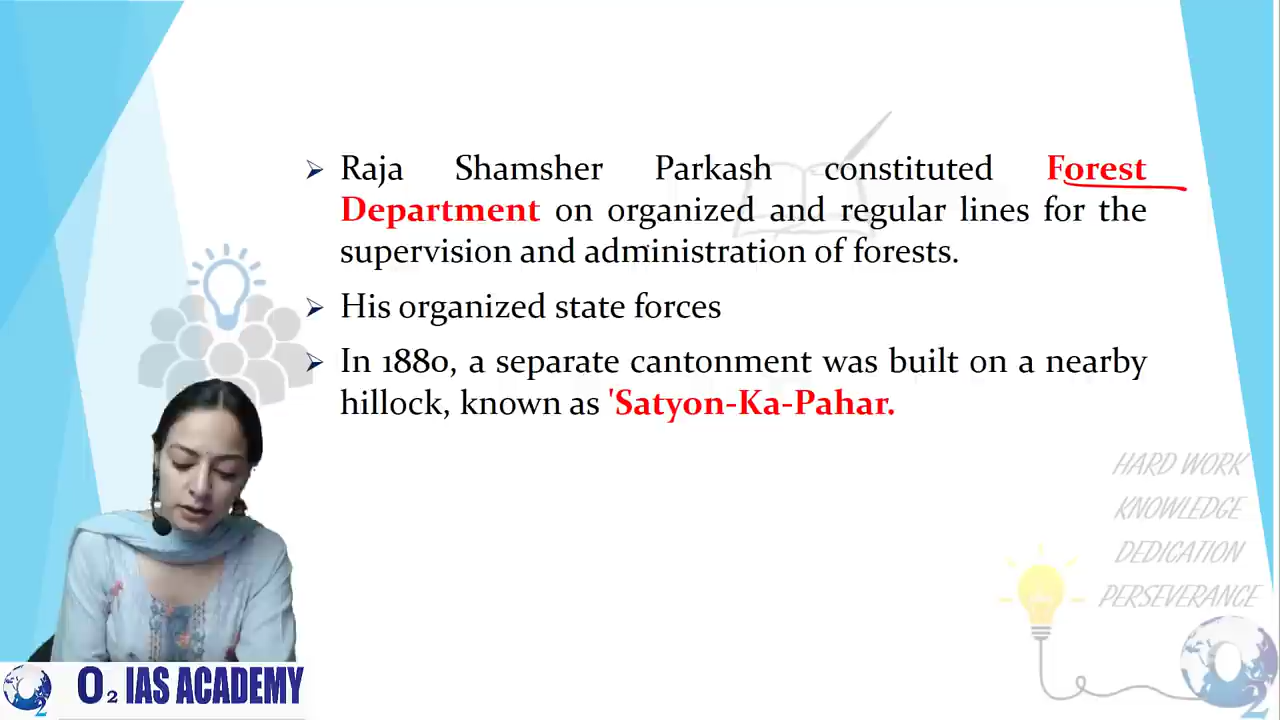 Raja Shamsher Parkash constituted Forest
Department on organized and regular lines for the
supervision and administration of forests.
His organized state forces
In 1880, a separate cantonment was built on a nearby
hillock, known as 'Satyon-Ka-Pahar.
HARD WORK
KNOWLEDGE
DEDICATION
PERSEVERANCE
O2 IAS ACADEMY
2
2